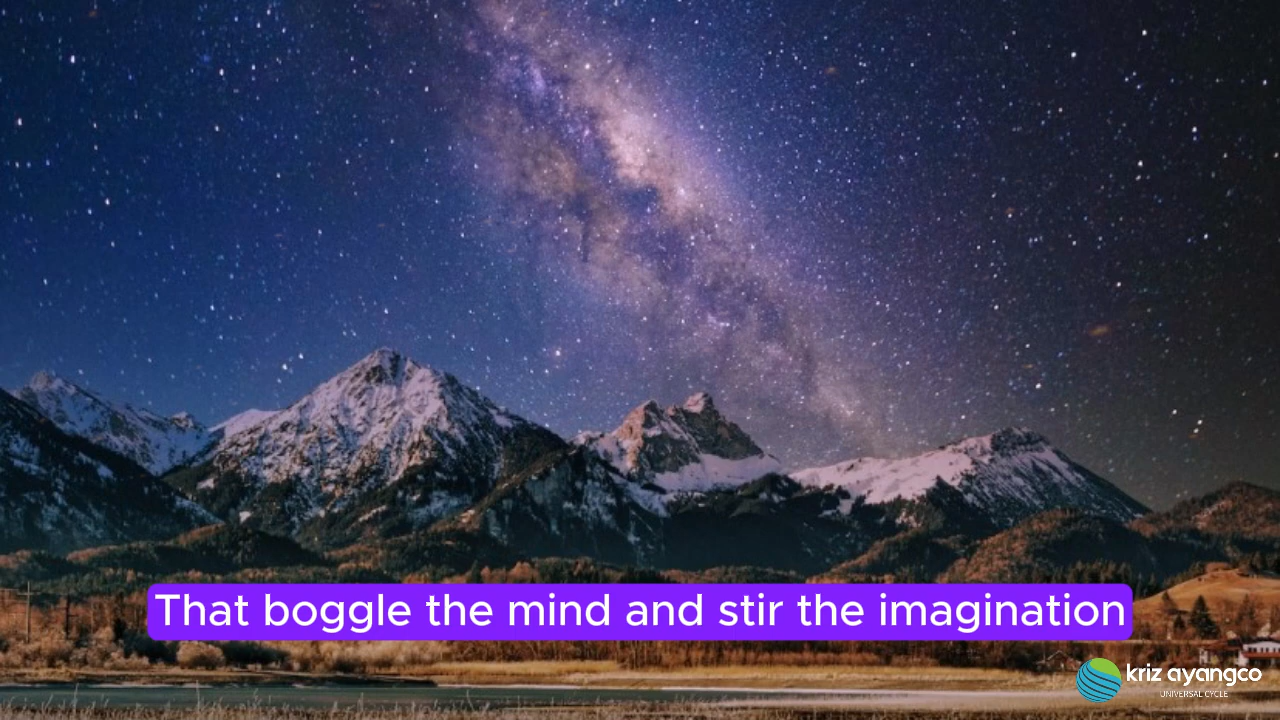 That boggle the mind and stir the imagination
kriz ayangco
UNIVERSAL CYCLE